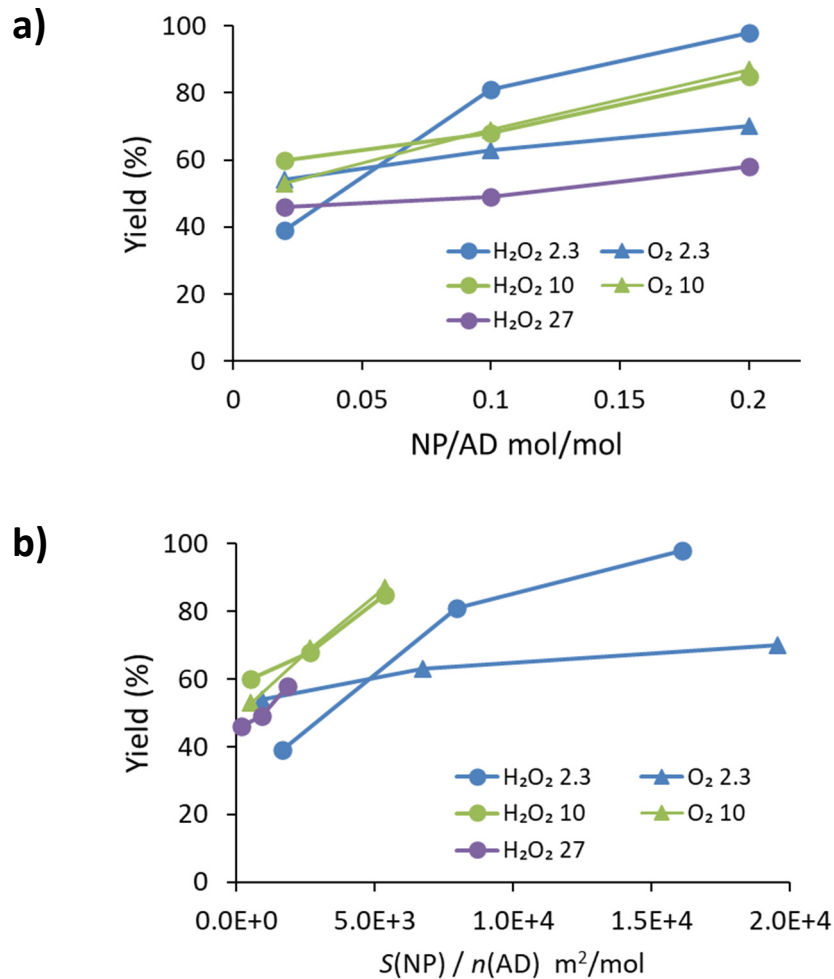 a)
100
80
60
40
20
0
Yield (%)
H₂O₂ 2.3 O₂ 2.3
H₂O₂ 10 O₂ 10
H₂O₂ 27
0 0.05 0.1 0.15 0.2
NP/AD mol/mol
b)
100
80
60
40
20
0
Yield (%)
H₂O₂ 2.3 O₂ 2.3
H₂O₂ 10 O₂ 10
H₂O₂ 27
0.0E+0 5.0E+3 1.0E+4 1.5E+4 2.0E+4
S(NP) / n(AD) m²/mol